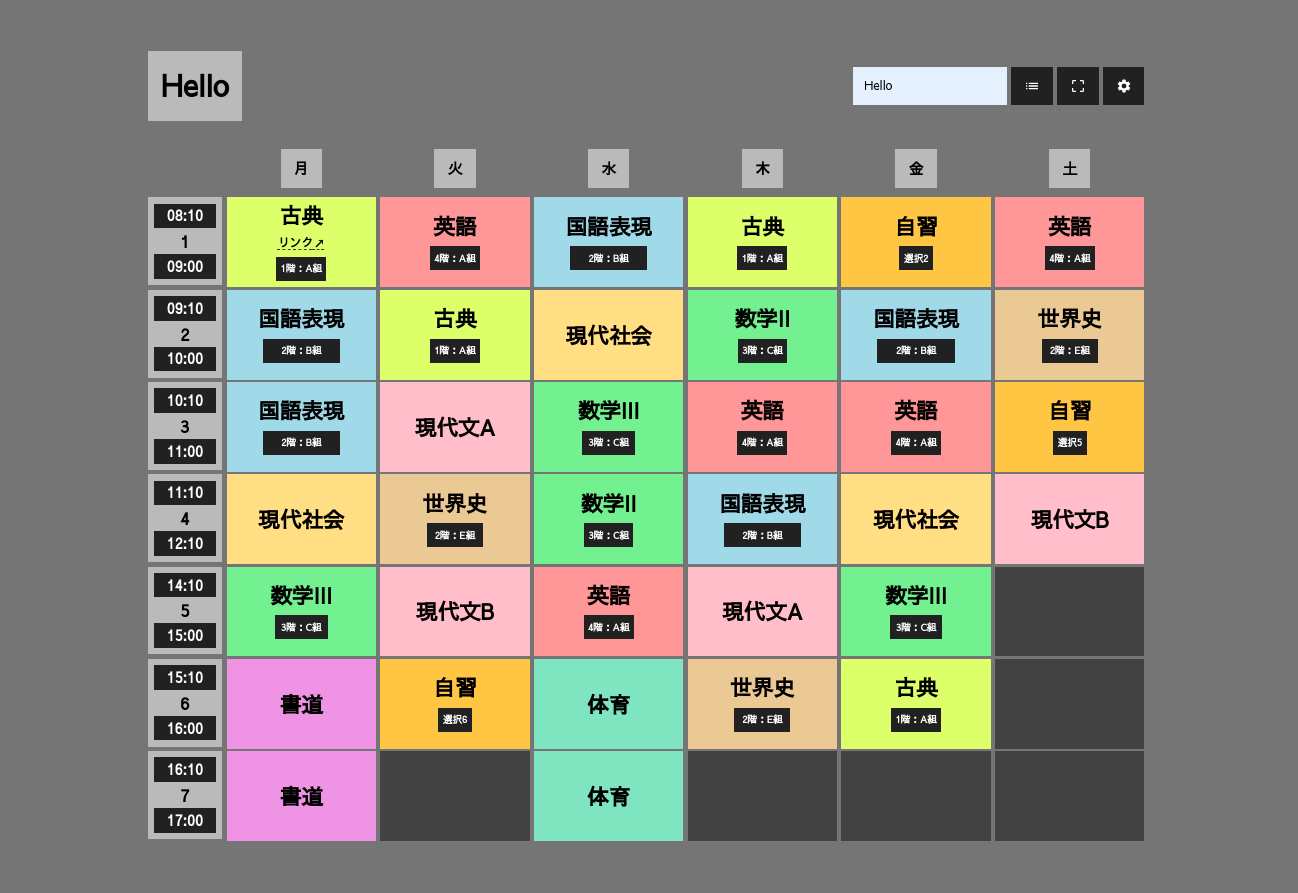 Hello
Hello
月 火 水 木 金 土
08:10
1
09:00
古典
リンク↗
1階：A組
英語
4階：A組
国語表現
2階：B組
古典
1階：A組
自習
選択2
英語
4階：A組
09:10
2
10:00
国語表現
2階：B組
古典
1階：A組
現代社会
数学II
3階：C組
国語表現
2階：B組
世界史
2階：E組
10:10
3
11:00
国語表現
2階：B組
現代文A
数学III
3階：C組
英語
4階：A組
英語
4階：A組
自習
選択5
11:10
4
12:10
現代社会
世界史
2階：E組
数学II
3階：C組
国語表現
2階：B組
現代社会
現代文B
14:10
5
15:00
数学III
3階：C組
現代文B
英語
4階：A組
現代文A
数学III
3階：C組
15:10
6
16:00
書道
自習
選択6
体育
世界史
2階：E組
古典
1階：A組
16:10
7
17:00
書道
体育